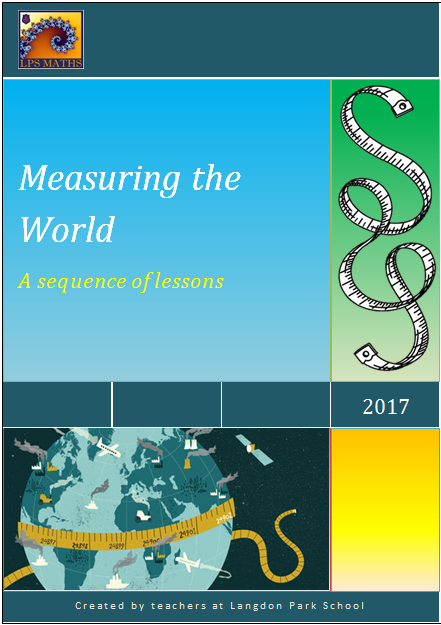 LPS MATHS
Measuring the
World
A sequence of lessons
2017
Created by teachers at Langdon Park School